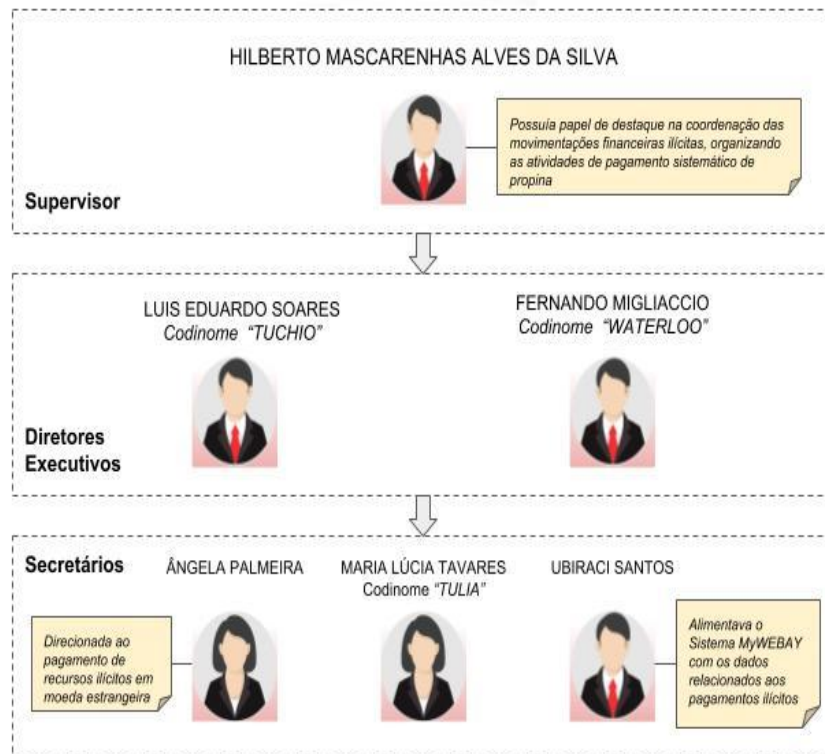 HILBERTO MASCARENHAS ALVES DA SILVA
Possuía papel de destaque na coordenação das
movimentações financeiras ilícitas, organizando
as atividades de pagamento sistemático de
propina
Supervisor
LUIS EDUARDO SOARES
Codinome "TUCHIO"
FERNANDO MIGLIACCIO
Codinome "WATERLOO"
Diretores
Executivos
Secretários
ÂNGELA PALMEIRA
MARIA LÚCIA TAVARES
Codinome "TULIA"
UBIRACI SANTOS
Direcionada ao
pagamento de
recursos ilícitos em
moeda estrangeira
Alimentava o
Sistema MyWEBAY
com os dados
relacionados aos
pagamentos ilícitos